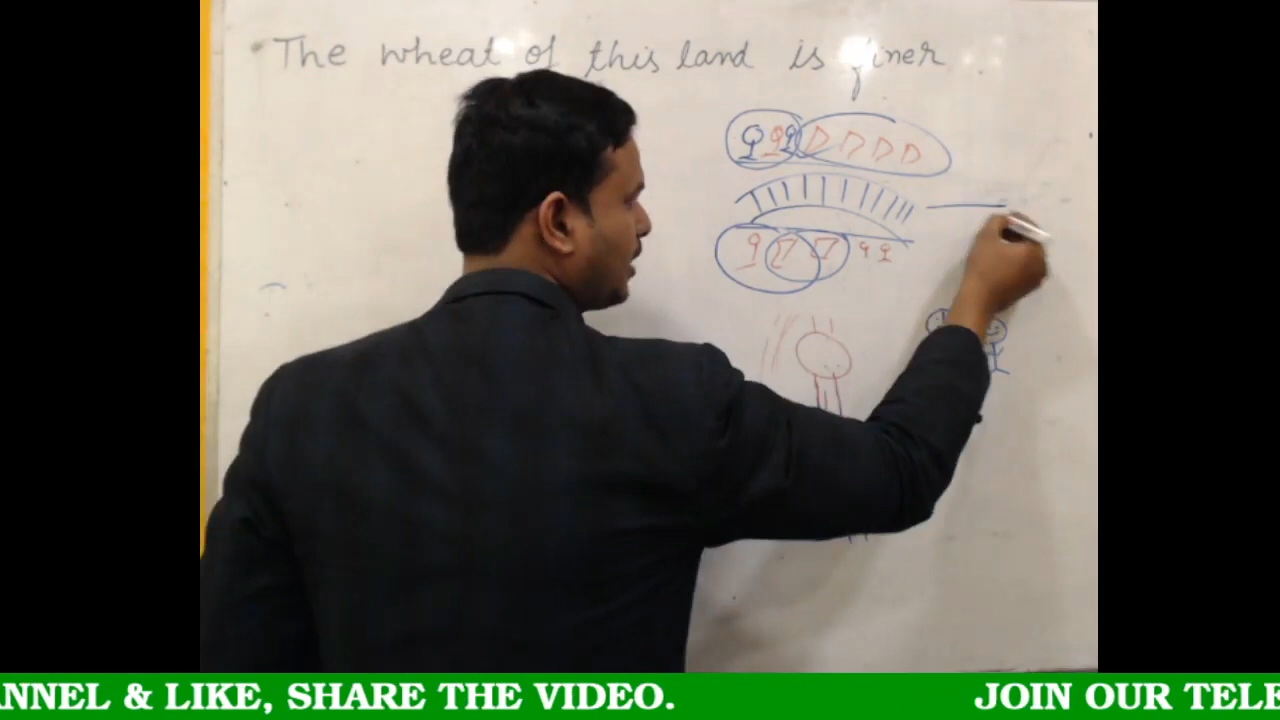 The wheat of this land is finer
NNEL & LIKE, SHARE THE VIDEO. JOIN OUR TELE